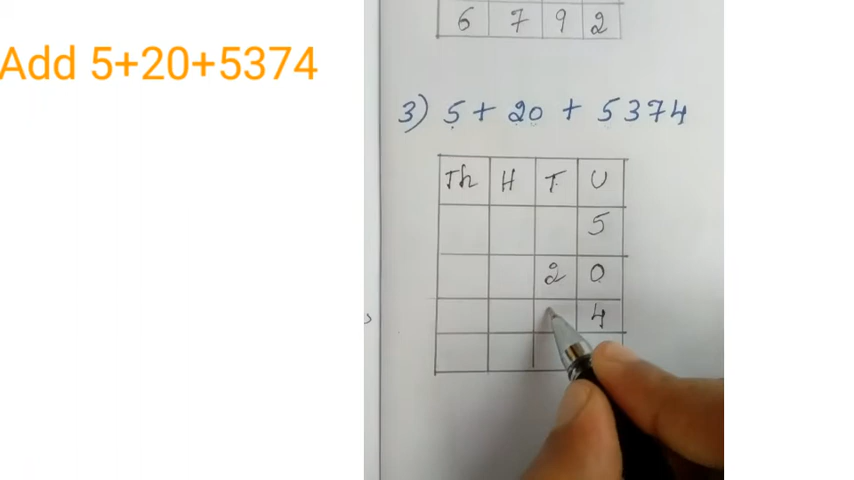 Add 5+20+5374
6 7 9 2
3) 5 + 20 + 5374
Th H T U
5
2 0
4